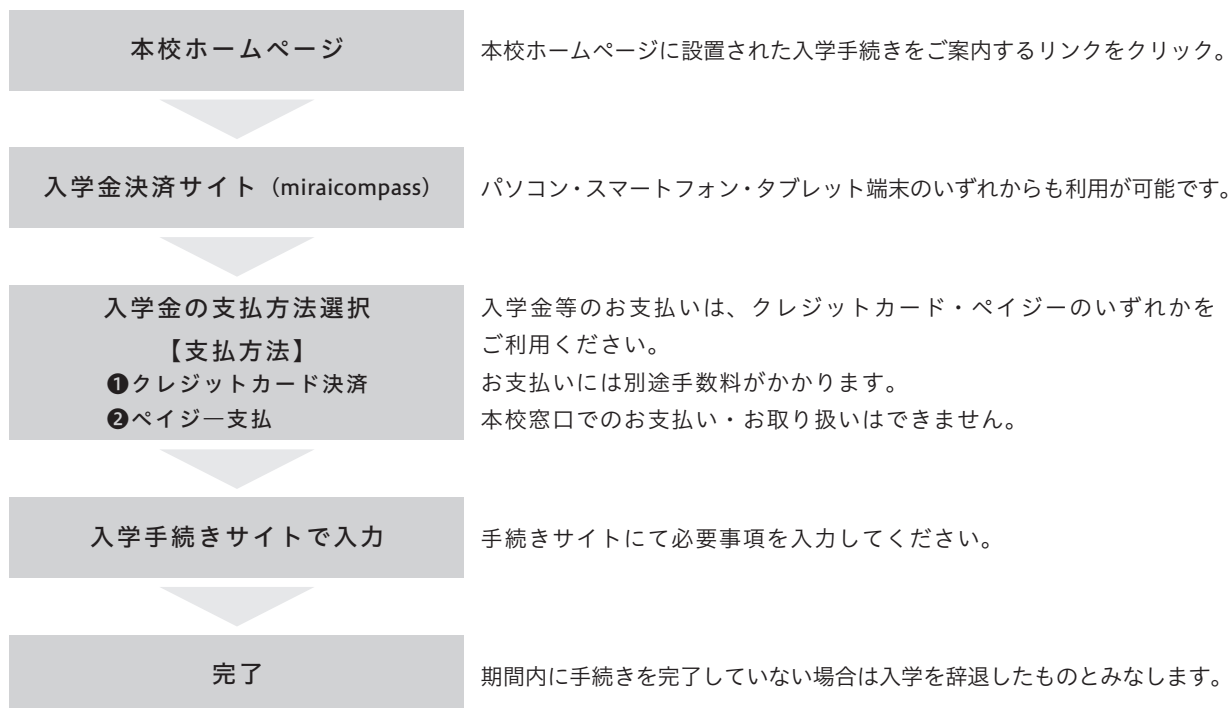 本校ホームページ
本校ホームページに設置された入学手続きをご案内するリンクをクリック。
入学金決済サイト（miraicompass）
パソコン・スマートフォン・タブレット端末のいずれからも利用が可能です。
入学金の支払方法選択
【支払方法】
❶クレジットカード決済
❷ペイジ―支払
入学金等のお支払いは、クレジットカード・ペイジーのいずれかを
ご利用ください。
お支払いには別途手数料がかかります。
本校窓口でのお支払い・お取り扱いはできません。
入学手続きサイトで入力
手続きサイトにて必要事項を入力してください。
完了
期間内に手続きを完了していない場合は入学を辞退したものとみなします。